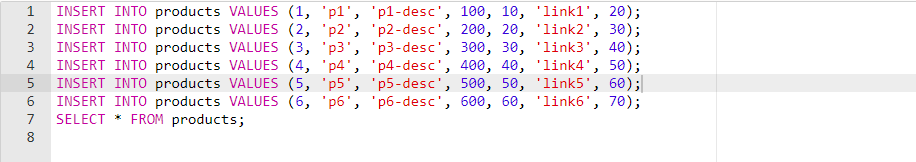 1 INSERT INTO products VALUES (1, 'p1', 'p1-desc', 100, 10, 'link1', 20);
2 INSERT INTO products VALUES (2, 'p2', 'p2-desc', 200, 20, 'link2', 30);
3 INSERT INTO products VALUES (3, 'p3', 'p3-desc', 300, 30, 'link3', 40);
4 INSERT INTO products VALUES (4, 'p4', 'p4-desc', 400, 40, 'link4', 50);
5 INSERT INTO products VALUES (5, 'p5', 'p5-desc', 500, 50, 'link5', 60);
6 INSERT INTO products VALUES (6, 'p6', 'p6-desc', 600, 60, 'link6', 70);
7 SELECT * FROM products;
8